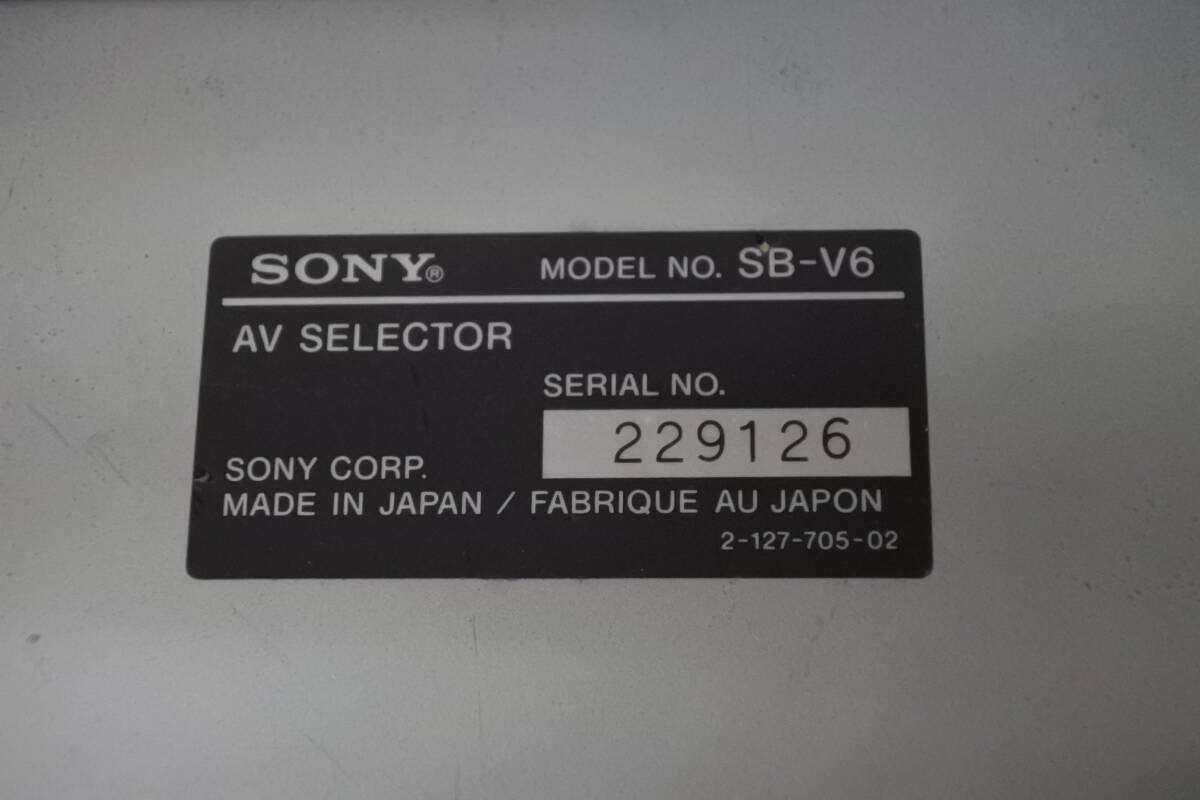 SONY® MODEL NO. SB-V6
AV SELECTOR
SERIAL NO.
229126
SONY CORP.
MADE IN JAPAN / FABRIQUE AU JAPON
2-127-705-02